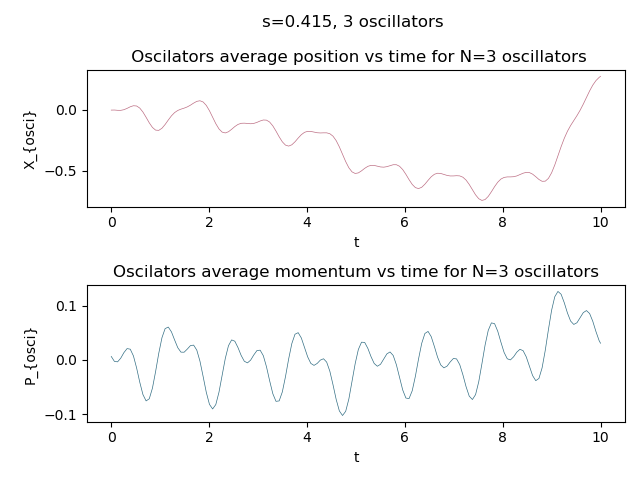 s=0.415, 3 oscillators
Oscilators average position vs time for N=3 oscillators
X_{osci}
0.0
−0.5
0 2 4 6 8 10
t
Oscilators average momentum vs time for N=3 oscillators
P_{osci}
0.1
0.0
−0.1
0 2 4 6 8 10
t